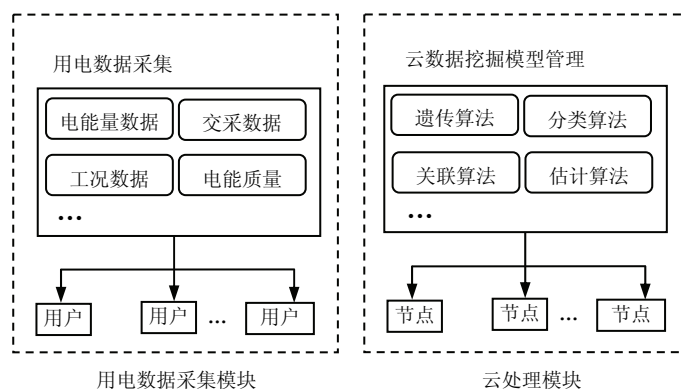 用电数据采集
电能量数据
交采数据
工况数据
电能质量
...
用户
用户
...
用户
用电数据采集模块
云数据挖掘模型管理
遗传算法
分类算法
关联算法
估计算法
...
节点
节点
...
节点
云处理模块